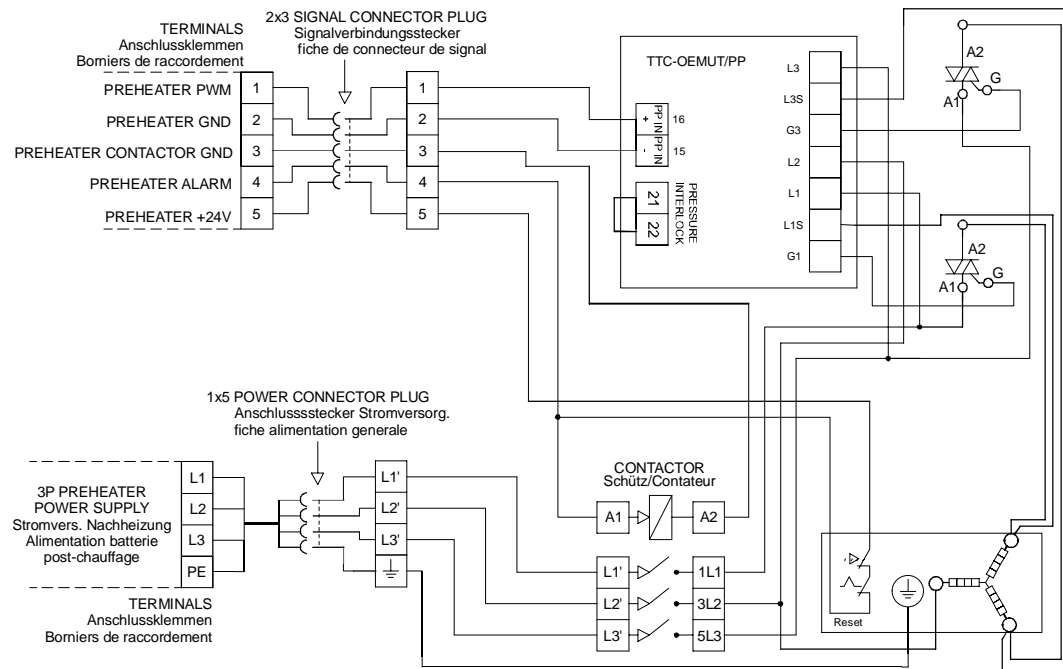 2x3 SIGNAL CONNECTOR PLUG
Signalverbindungsstecker
fiche de connecteur de signal
TERMINALS
Anschlussklemmen
Borniers de raccordement
PREHEATER PWM
PREHEATER GND
PREHEATER CONTACTOR GND
PREHEATER ALARM
PREHEATER +24V
1
2
3
4
5
1
2
3
4
5
TTC-OEMUT/PP
+ PP IN 16
- PP IN 15
21
22
PRESSURE
INTERLOCK
L3
L3S
G3
L2
L1
L1S
G1
A2
G
A1
A2
G
A1
1x5 POWER CONNECTOR PLUG
Anschlusssstecker Stromversorg.
fiche alimentation generale
3P PREHEATER
POWER SUPPLY
Stromvers. Nachheizung
Alimentation batterie
post-chauffage
L1
L2
L3
PE
TERMINALS
Anschlussklemmen
Borniers de raccordement
L1'
L2'
L3'
CONTACTOR
Schütz/Contateur
A1
A2
L1'
L2'
L3'
1L1
3L2
5L3
Reset